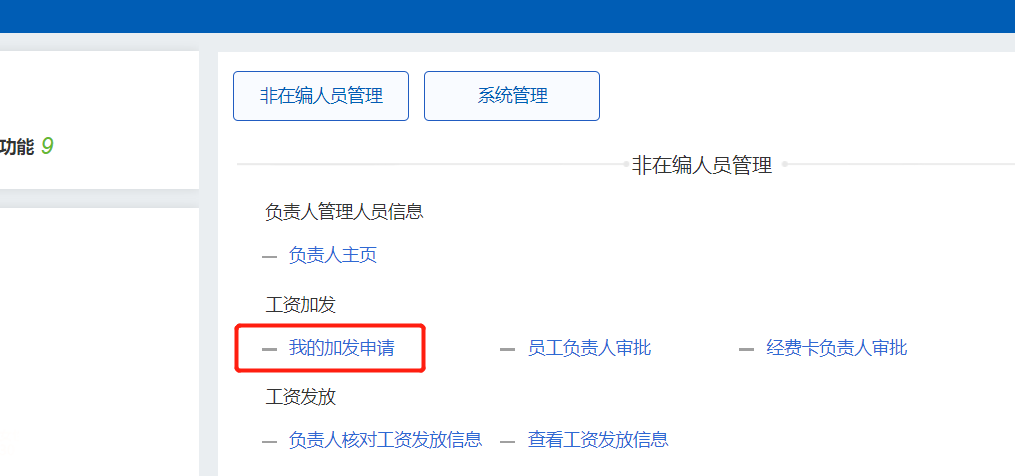 非在编人员管理 系统管理
功能 9
非在编人员管理
负责人管理人员信息
负责人主页
工资加发
我的加发申请 员工负责人审批 经费卡负责人审批
工资发放
负责人核对工资发放信息 查看工资发放信息